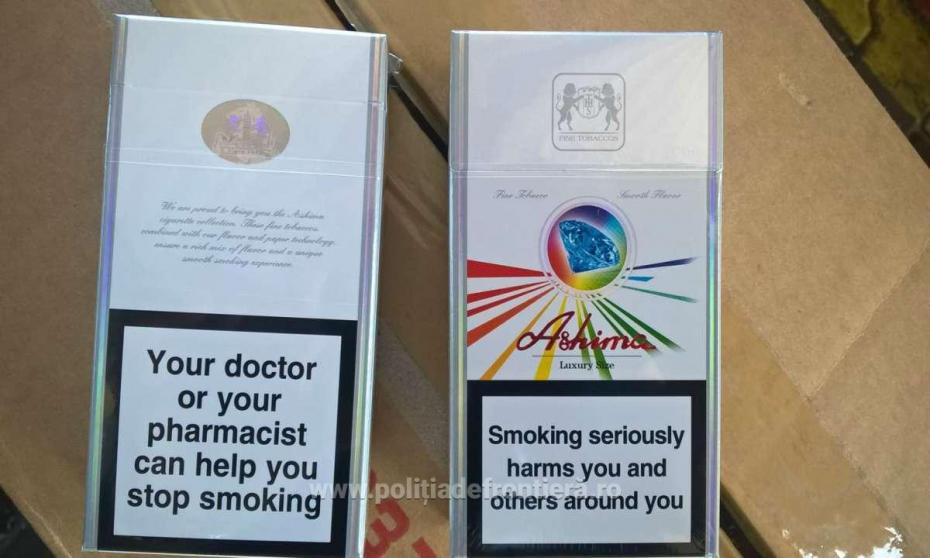 We are proud to bring you the Ashima
cigarette collection. These fine tobaccos,
combined with our flavor and paper technology,
ensure a rich mix of flavor and a unique
smooth smoking experience.
Your doctor
or your
pharmacist
can help you
stop smoking
FINE TOBACCOS
Fine Tobacco Smooth Flavor
Ashima
Luxury Size
Smoking seriously
harms you and
others around you
www.politiadefrontiera.ro